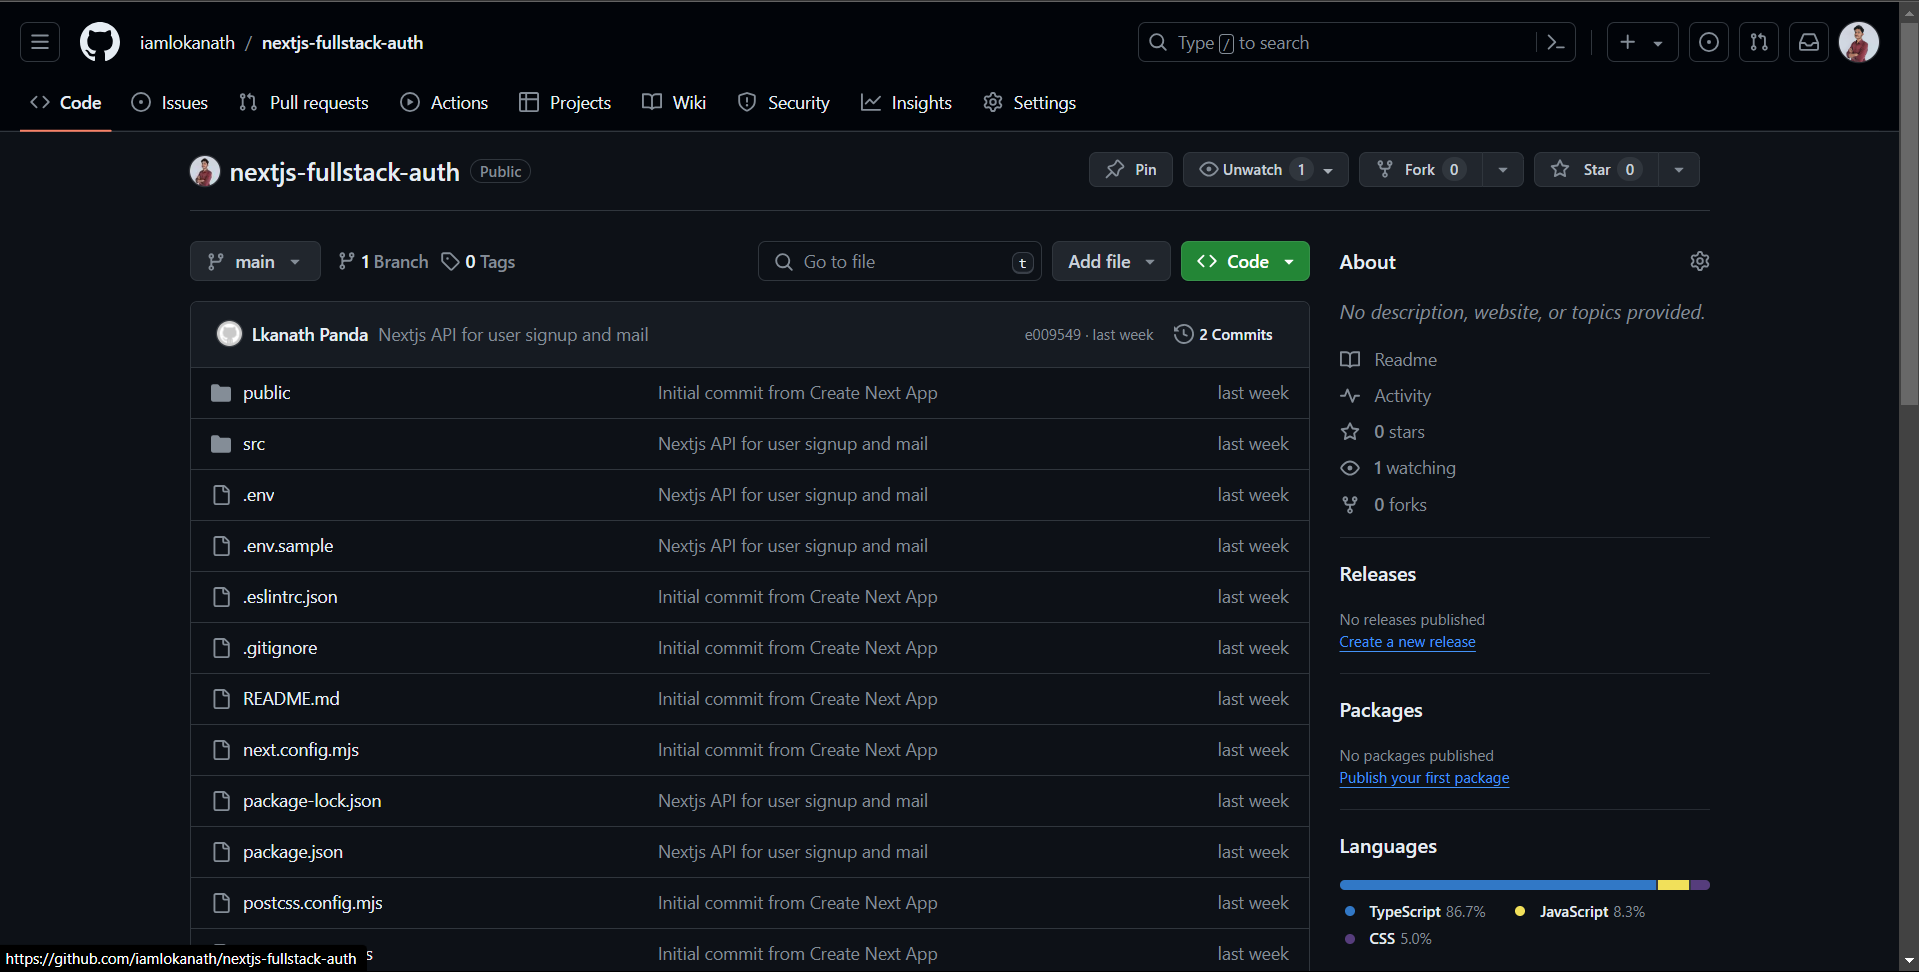 iamlokanath / nextjs-fullstack-auth
Type / to search
Code Issues Pull requests Actions Projects Wiki Security Insights Settings
nextjs-fullstack-auth Public
Pin Unwatch 1 Fork 0 Star 0
main 1 Branch 0 Tags Go to file t Add file Code
Lkanath Panda Nextjs API for user signup and mail e009549 · last week 2 Commits
public Initial commit from Create Next App last week
src Nextjs API for user signup and mail last week
.env Nextjs API for user signup and mail last week
.env.sample Nextjs API for user signup and mail last week
.eslintrc.json Initial commit from Create Next App last week
.gitignore Initial commit from Create Next App last week
README.md Initial commit from Create Next App last week
next.config.mjs Initial commit from Create Next App last week
package-lock.json Nextjs API for user signup and mail last week
package.json Nextjs API for user signup and mail last week
postcss.config.mjs Initial commit from Create Next App last week
Initial commit from Create Next App last week
About
No description, website, or topics provided.
Readme
Activity
0 stars
1 watching
0 forks
Releases
No releases published
Create a new release
Packages
No packages published
Publish your first package
Languages
TypeScript 86.7% JavaScript 8.3%
CSS 5.0%
https://github.com/iamlokanath/nextjs-fullstack-auth